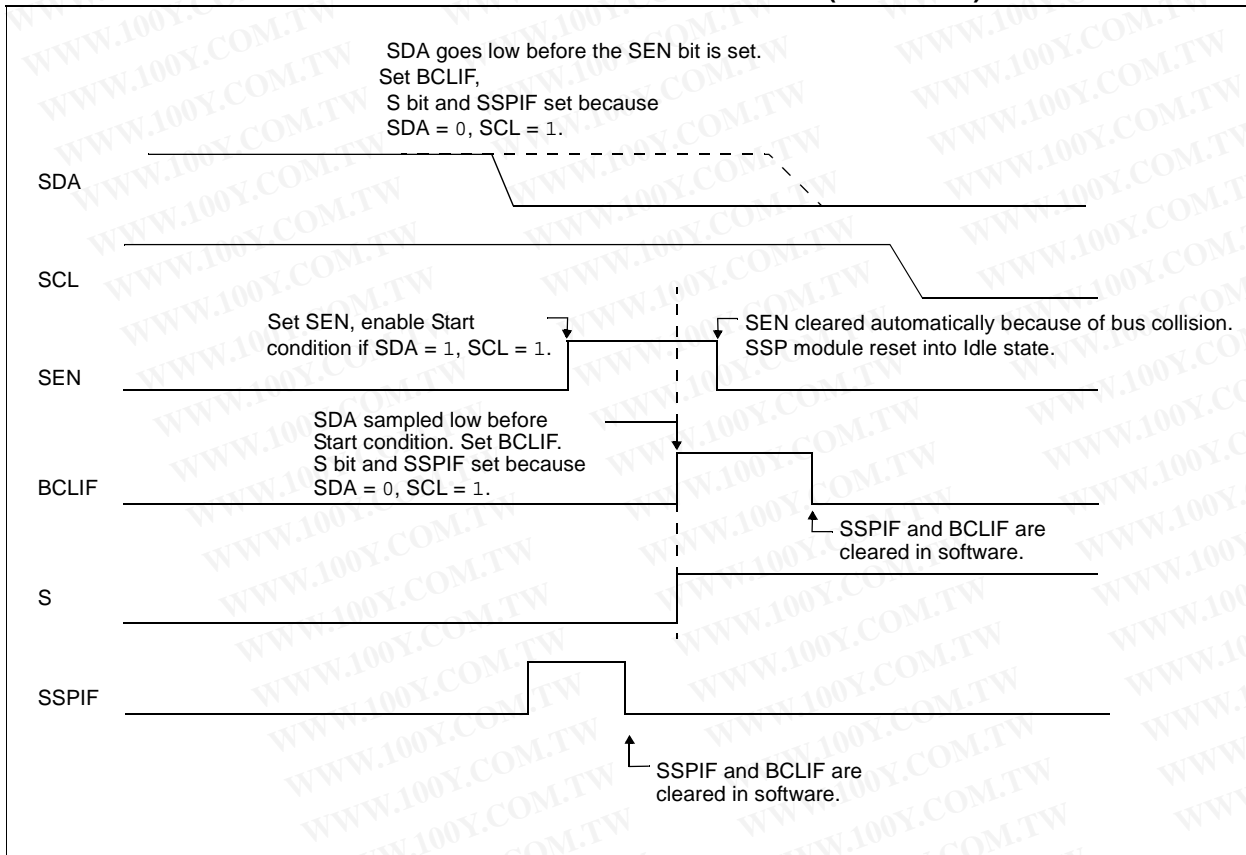 SDA goes low before the SEN bit is set.
Set BCLIF,
S bit and SSPIF set because
SDA = 0, SCL = 1.
SDA
SCL
Set SEN, enable Start
condition if SDA = 1, SCL = 1.
SEN cleared automatically because of bus collision.
SSP module reset into Idle state.
SEN
SDA sampled low before
Start condition. Set BCLIF.
S bit and SSPIF set because
SDA = 0, SCL = 1.
BCLIF
SSPIF and BCLIF are
cleared in software.
S
SSPIF
SSPIF and BCLIF are
cleared in software.
WWW.100Y.COM.TW